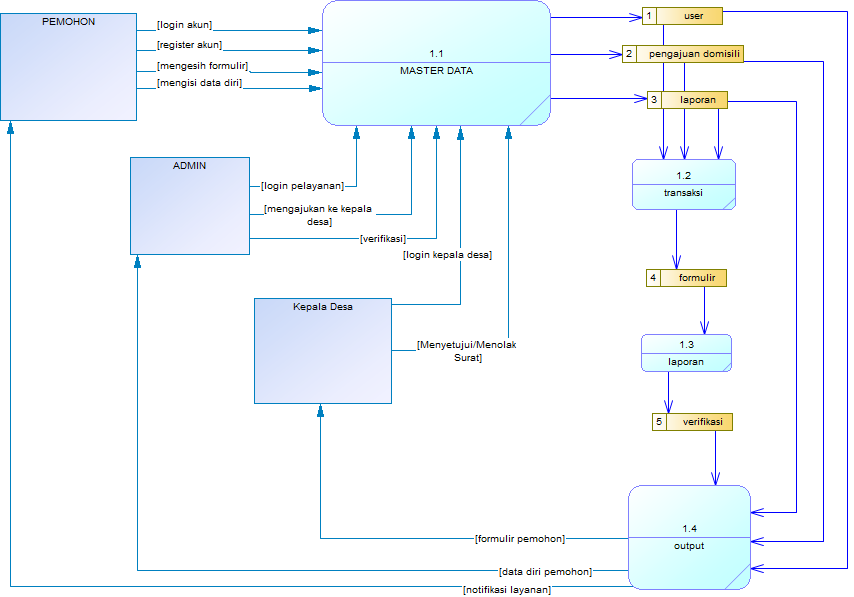 PEMOHON
[login akun]
[register akun]
[mengesih formulir]
[mengisi data diri]
1.1
MASTER DATA
1 user
2 pengajuan domisili
3 laporan
ADMIN
[login pelayanan]
[mengajukan ke kepala
desa]
[verifikasi]
[login kepala desa]
1.2
transaksi
4 formulir
Kepala Desa
[Menyetujui/Menolak
Surat]
1.3
laporan
5 verifikasi
1.4
output
[formulir pemohon]
[data diri pemohon]
[notifikasi layanan]